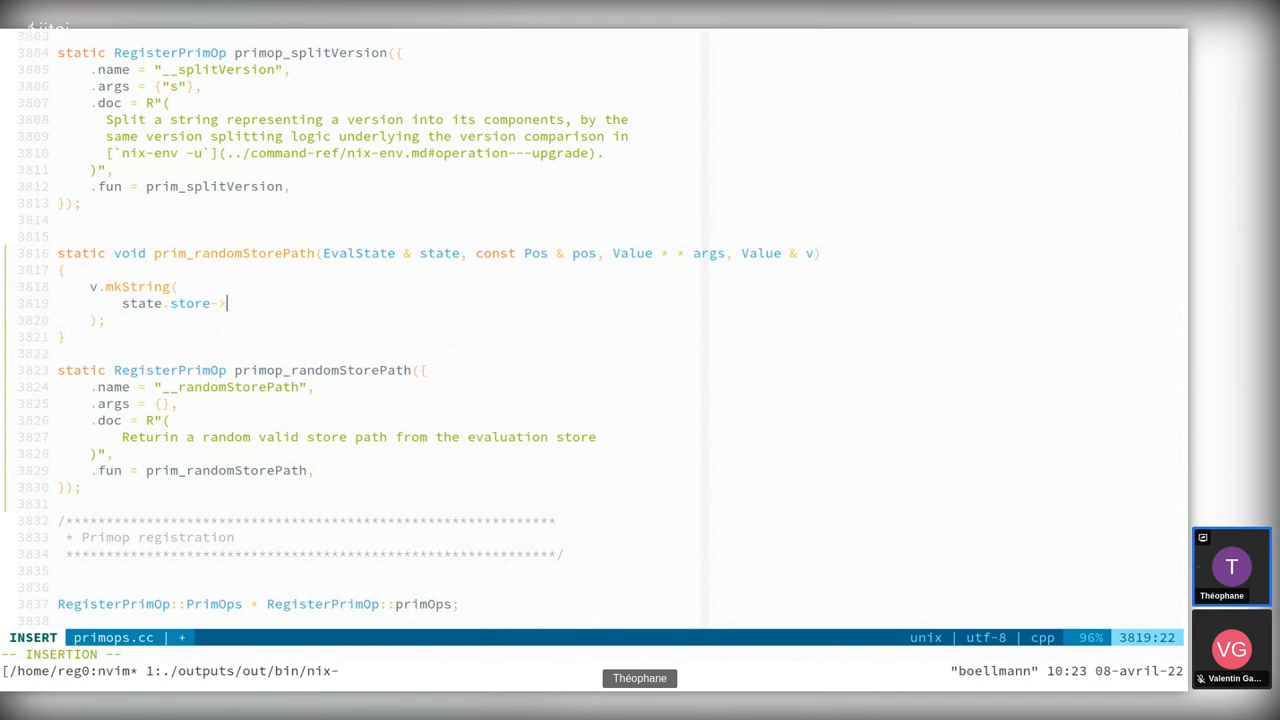 3803
3804 static RegisterPrimOp primop_splitVersion({
3805     .name = "__splitVersion",
3806     .args = {"s"},
3807     .doc = R"(
3808       Split a string representing a version into its components, by the
3809       same version splitting logic underlying the version comparison in
3810       [`nix-env -u`](../command-ref/nix-env.md#operation---upgrade).
3811     )",
3812     .fun = prim_splitVersion,
3813 });
3814
3815
3816 static void prim_randomStorePath(EvalState & state, const Pos & pos, Value * * args, Value & v)
3817 {
3818     v.mkString(
3819         state.store->
3820     );
3821 }
3822
3823 static RegisterPrimOp primop_randomStorePath({
3824     .name = "__randomStorePath",
3825     .args = {},
3826     .doc = R"(
3827         Returin a random valid store path from the evaluation store
3828     )",
3829     .fun = prim_randomStorePath,
3830 });
3831
3832 /*************************************************************
3833  * Primop registration
3834  *************************************************************/
3835
3836
3837 RegisterPrimOp::PrimOps * RegisterPrimOp::primOps;
3838
INSERT primops.cc | + unix | utf-8 | cpp 96% 3819:22
-- INSERTION --
[/home/reg0:nvim* 1:./outputs/out/bin/nix- "boellmann" 10:23 08-avril-22
Théophane
T
Théophane
VG
Valentin Ga...